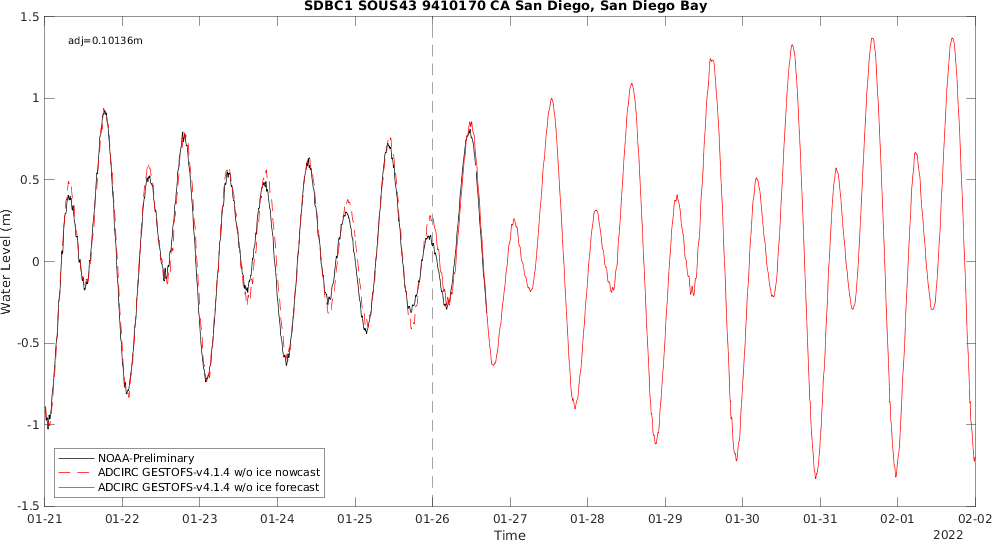 SDBC1 SOUS43 9410170 CA San Diego, San Diego Bay
adj=0.10136m
1.5
1
0.5
0
-0.5
-1
-1.5
Water Level (m)
NOAA-Preliminary
ADCIRC GESTOFS-v4.1.4 w/o ice nowcast
ADCIRC GESTOFS-v4.1.4 w/o ice forecast
01-21 01-22 01-23 01-24 01-25 01-26 01-27 01-28 01-29 01-30 01-31 02-01 02-02
Time
2022